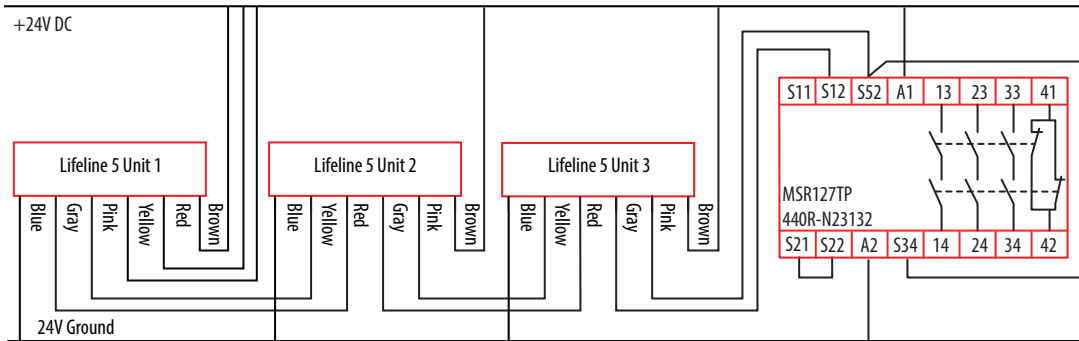 +24V DC
S11 S12 S52 A1 13 23 33 41
Lifeline 5 Unit 1
Lifeline 5 Unit 2
Lifeline 5 Unit 3
MSR127TP
440R-N23132
Blue
Gray
Pink
Yellow
Red
Brown
Blue
Yellow
Red
Gray
Pink
Brown
Blue
Yellow
Red
Gray
Pink
Brown
S21 S22 A2 S34 14 24 34 42
24V Ground